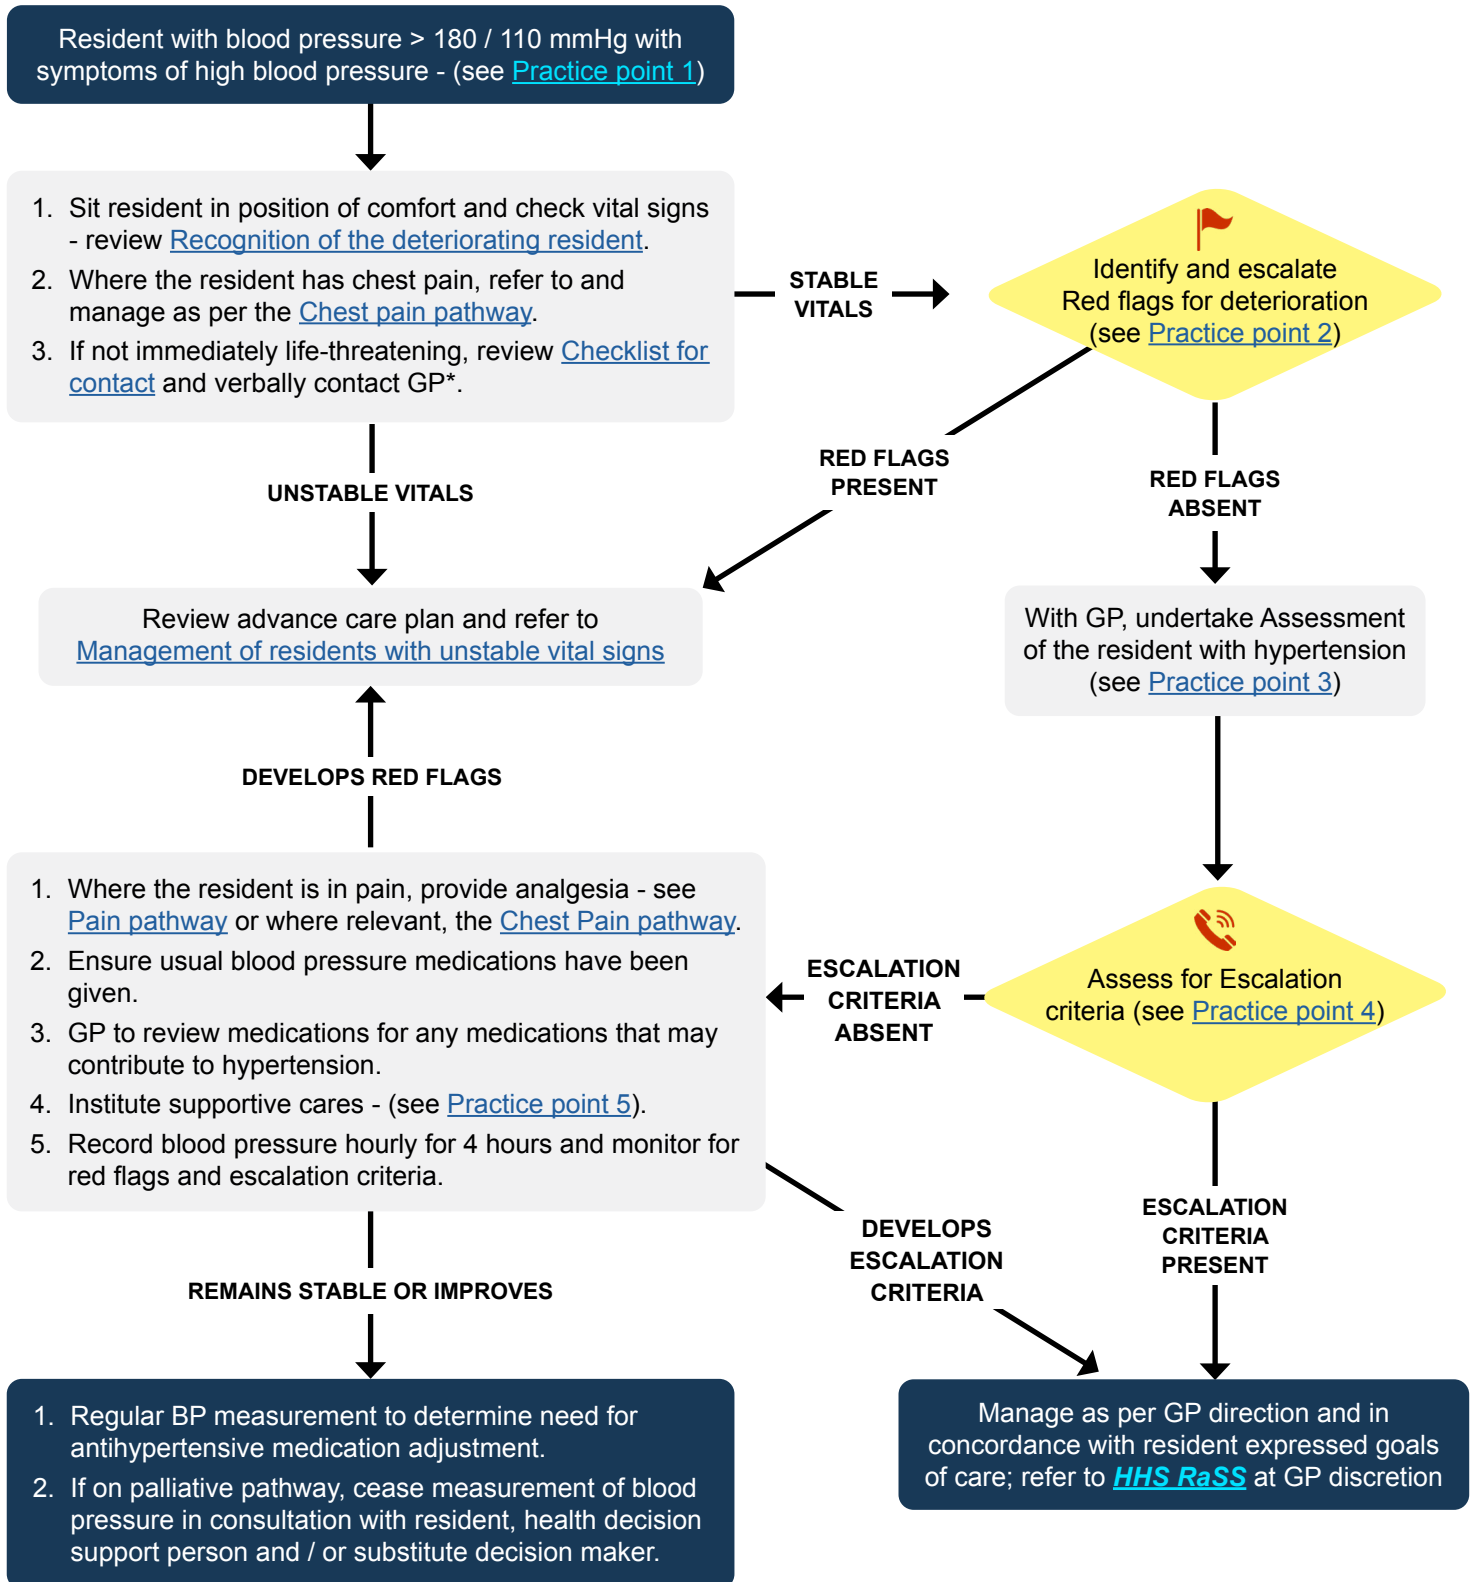 Resident with blood pressure > 180 / 110 mmHg with
symptoms of high blood pressure - (see Practice point 1)
1. Sit resident in position of comfort and check vital signs
- review Recognition of the deteriorating resident.
2. Where the resident has chest pain, refer to and
manage as per the Chest pain pathway.
3. If not immediately life-threatening, review Checklist for
contact and verbally contact GP*.
STABLE
VITALS
Identify and escalate
Red flags for deterioration
(see Practice point 2)
UNSTABLE VITALS
RED FLAGS
PRESENT
RED FLAGS
ABSENT
Review advance care plan and refer to
Management of residents with unstable vital signs
With GP, undertake Assessment
of the resident with hypertension
(see Practice point 3)
DEVELOPS RED FLAGS
1. Where the resident is in pain, provide analgesia - see
Pain pathway or where relevant, the Chest Pain pathway.
2. Ensure usual blood pressure medications have been
given.
3. GP to review medications for any medications that may
contribute to hypertension.
4. Institute supportive cares - (see Practice point 5).
5. Record blood pressure hourly for 4 hours and monitor for
red flags and escalation criteria.
ESCALATION
CRITERIA
ABSENT
Assess for Escalation
criteria (see Practice point 4)
REMAINS STABLE OR IMPROVES
DEVELOPS
ESCALATION
CRITERIA
ESCALATION
CRITERIA
PRESENT
1. Regular BP measurement to determine need for
antihypertensive medication adjustment.
2. If on palliative pathway, cease measurement of blood
pressure in consultation with resident, health decision
support person and / or substitute decision maker.
Manage as per GP direction and in
concordance with resident expressed goals
of care; refer to HHS RaSS at GP discretion